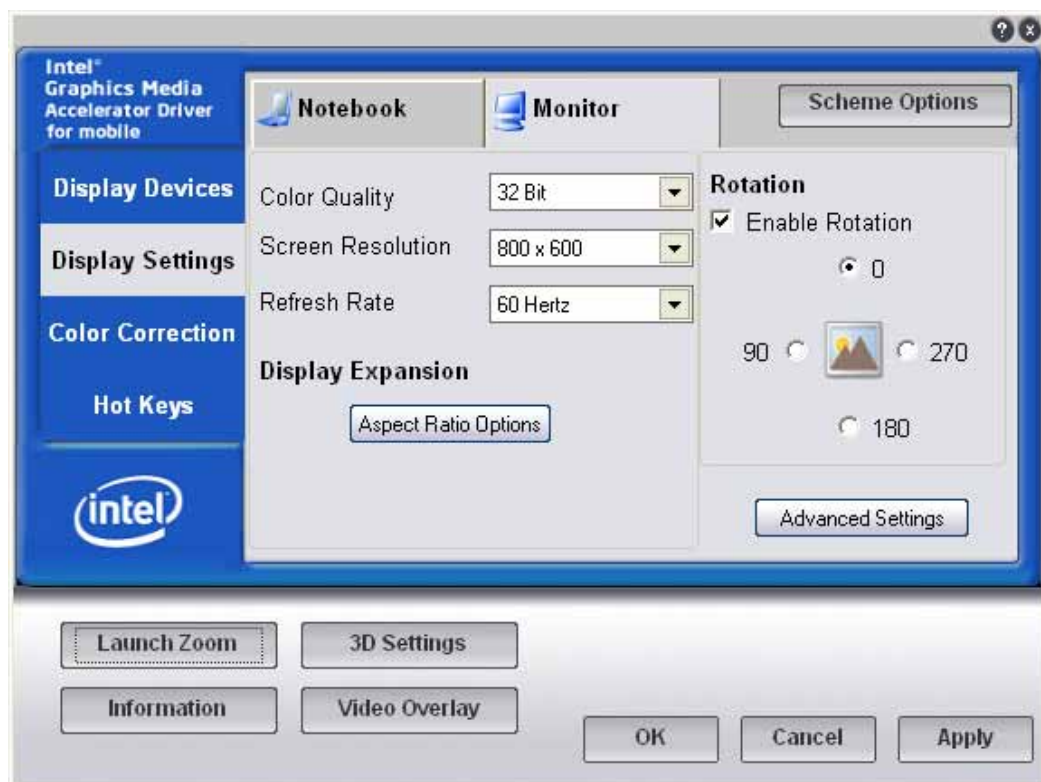 Intel®
Graphics Media
Accelerator Driver
for mobile
Notebook
Monitor
Scheme Options
Display Devices
Display Settings
Color Correction
Hot Keys
intel
Color Quality
32 Bit
Screen Resolution
800 x 600
Refresh Rate
60 Hertz
Display Expansion
Aspect Ratio Options
Rotation
Enable Rotation
0
90
270
180
Advanced Settings
Launch Zoom
3D Settings
Information
Video Overlay
OK
Cancel
Apply